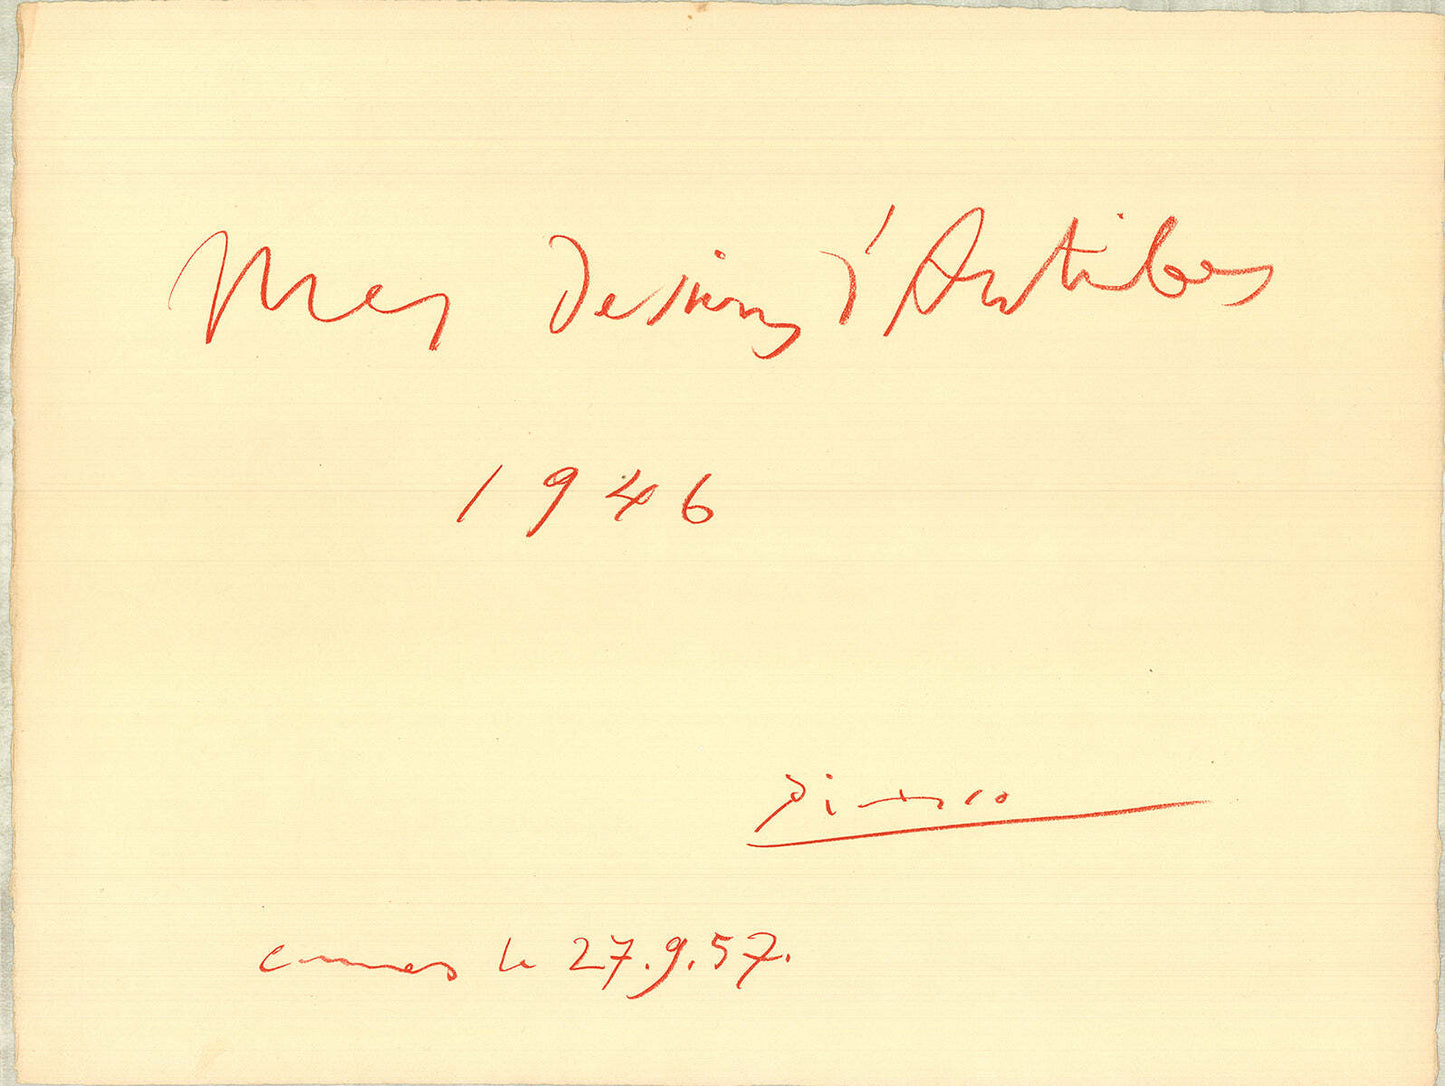 Mes dessins d'Antibes
1946
Picasso
Cannes le 27.9.57.